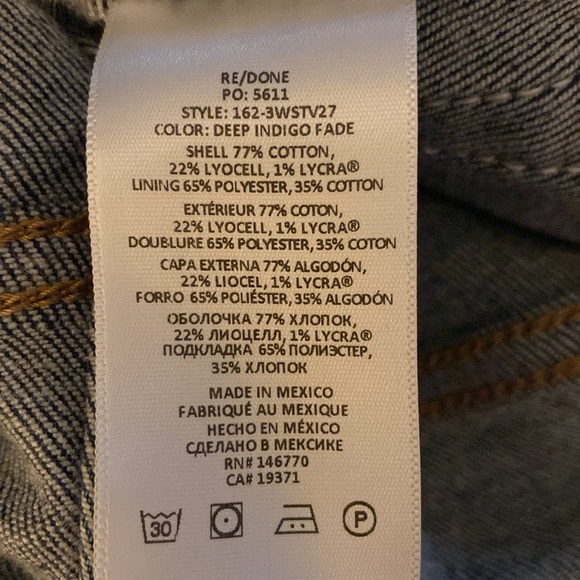 RE/DONE
PO: 5611
STYLE: 162-3WSTV27
COLOR: DEEP INDIGO FADE
SHELL 77% COTTON,
22% LYOCELL, 1% LYCRA®
LINING 65% POLYESTER, 35% COTTON
EXTÉRIEUR 77% COTON,
22% LYOCELL, 1% LYCRA®
DOUBLURE 65% POLYESTER, 35% COTON
CAPA EXTERNA 77% ALGODÓN,
22% LIOCEL, 1% LYCRA®
FORRO 65% POLIÉSTER, 35% ALGODÓN
ОБОЛОЧКА 77% ХЛОПОК,
22% ЛИОЦЕЛЛ, 1% LYCRA®
ПОДКЛАДКА 65% ПОЛИЭСТЕР,
35% ХЛОПОК
MADE IN MEXICO
FABRIQUÉ AU MEXIQUE
HECHO EN MÉXICO
СДЕЛАНО В МЕКСИКЕ
RN# 146770
CA# 19371
30 P